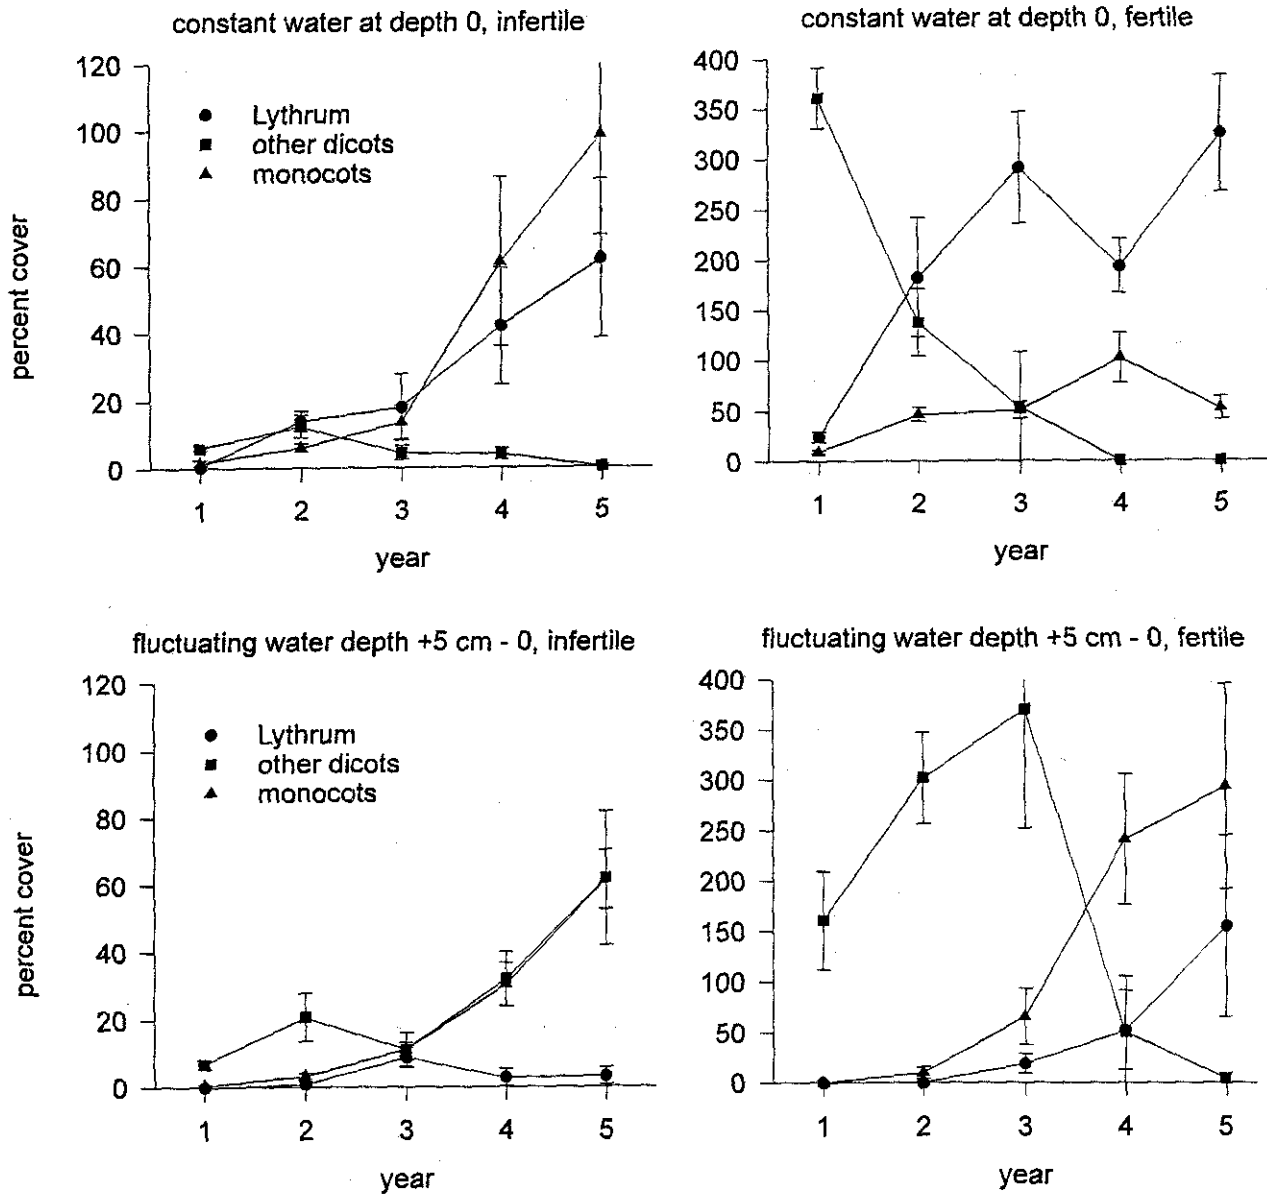 constant water at depth 0, infertile
percent cover
120
100
80
60
40
20
0
Lythrum
other dicots
monocots
1 2 3 4 5
year
constant water at depth 0, fertile
400
350
300
250
200
150
100
50
0
1 2 3 4 5
year
fluctuating water depth +5 cm - 0, infertile
percent cover
120
100
80
60
40
20
0
Lythrum
other dicots
monocots
1 2 3 4 5
year
fluctuating water depth +5 cm - 0, fertile
400
350
300
250
200
150
100
50
0
1 2 3 4 5
year